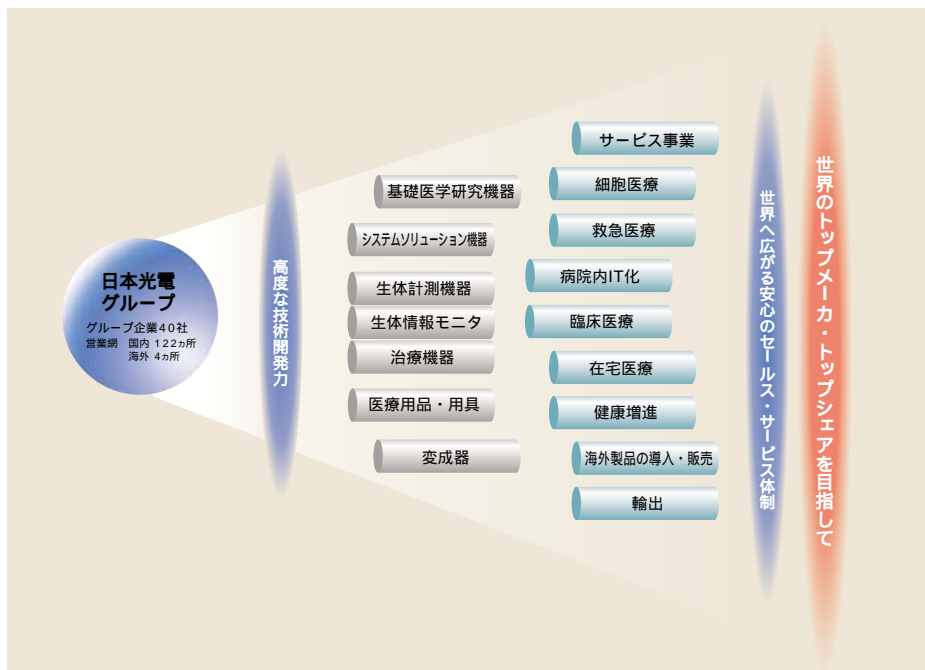 日本光電
グループ
グループ企業40社
営業網 国内 122ヵ所
海外 4ヵ所
高度な技術開発力
基礎医学研究機器
システムソリューション機器
生体計測機器
生体情報モニタ
治療機器
医療用品・用具
変成器
サービス事業
細胞医療
救急医療
病院内IT化
臨床医療
在宅医療
健康増進
海外製品の導入・販売
輸出
世界へ広がる安心のセールス・サービス体制
世界のトップメーカ・トップシェアを目指して